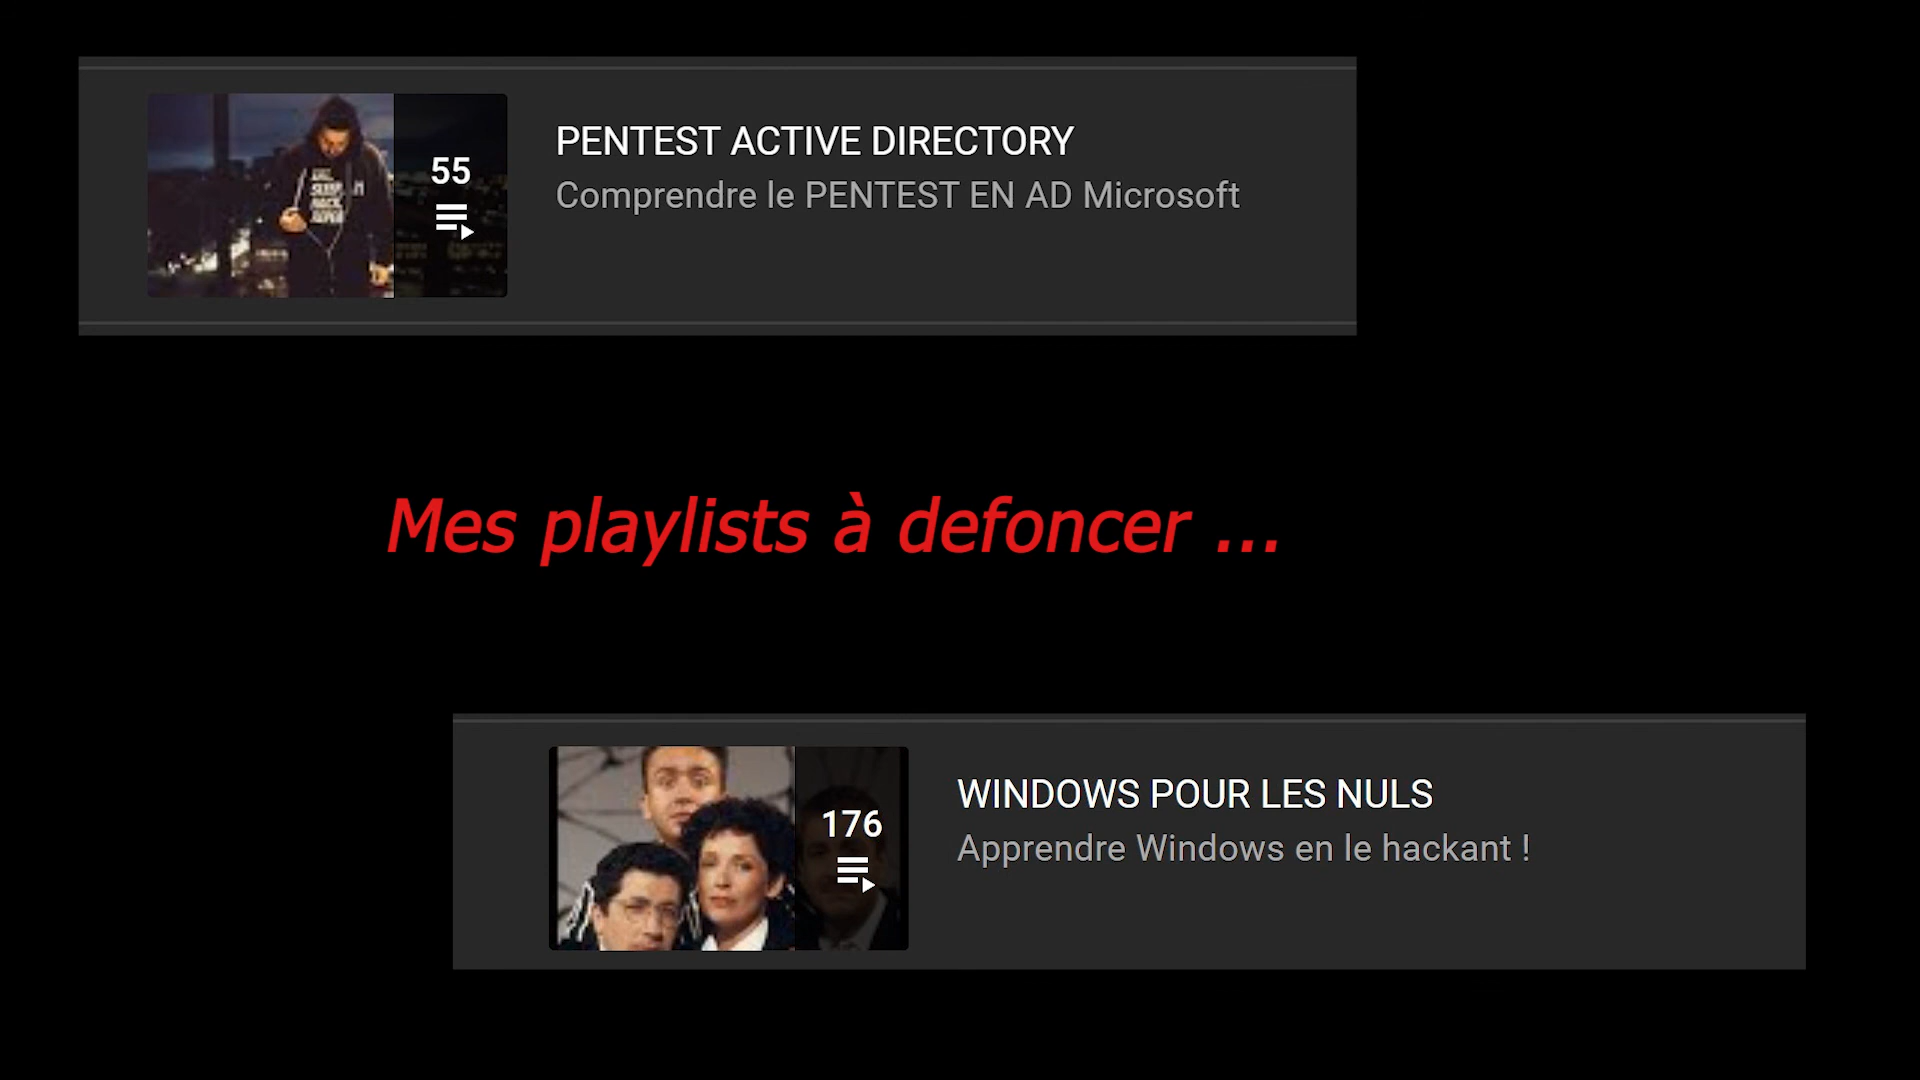 PENTEST ACTIVE DIRECTORY
Comprendre le PENTEST EN AD Microsoft
55
Mes playlists à defoncer ...
WINDOWS POUR LES NULS
Apprendre Windows en le hackant !
176